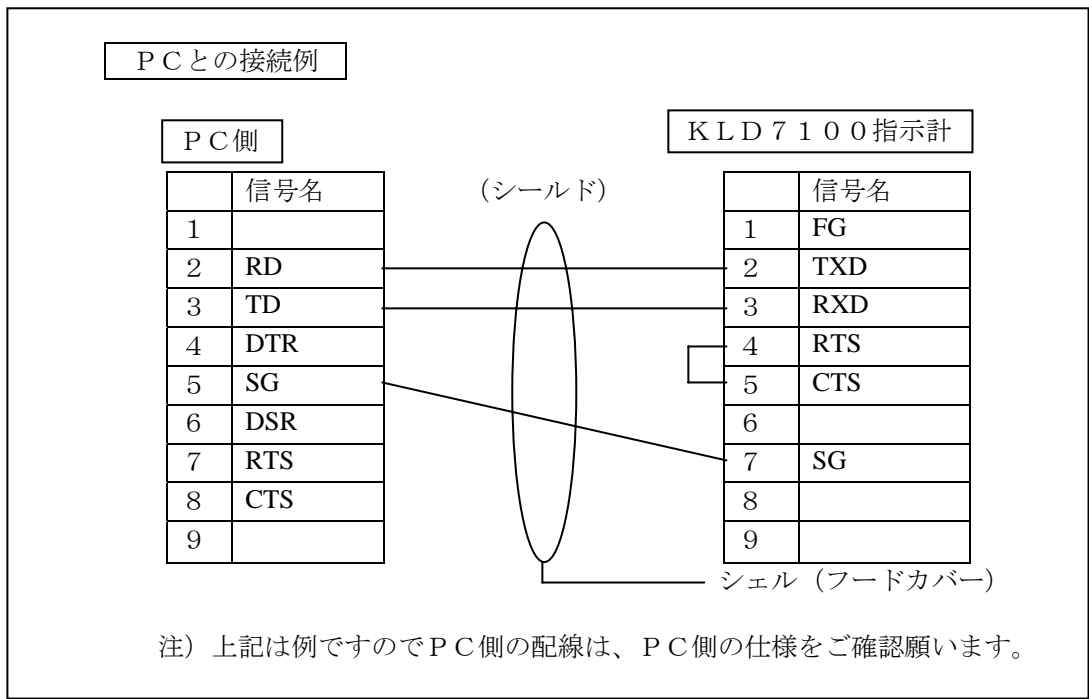 ＰＣとの接続例
ＰＣ側
ＫＬＤ７１００指示計
信号名
（シールド）
信号名
１
１ FG
２ RD
２ TXD
３ TD
３ RXD
４ DTR
４ RTS
５ SG
５ CTS
６ DSR
６
７ RTS
７ SG
８ CTS
８
９
９
シェル（フードカバー）
注）上記は例ですのでＰＣ側の配線は、ＰＣ側の仕様をご確認願います。